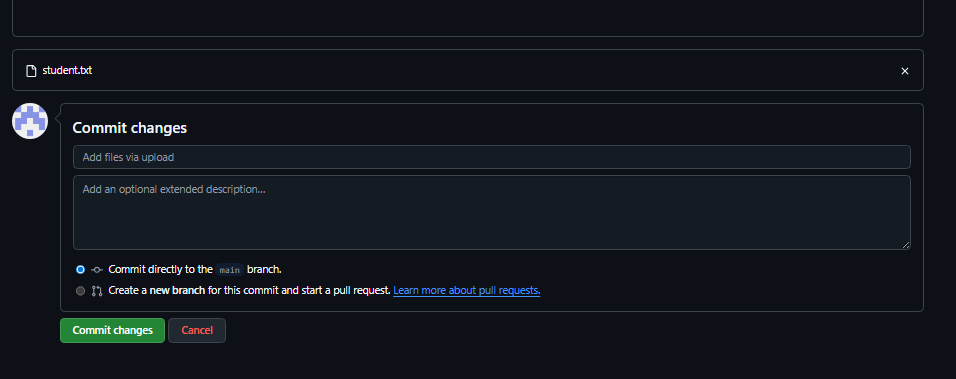 student.txt
Commit changes
Add files via upload
Add an optional extended description...
Commit directly to the main branch.
Create a new branch for this commit and start a pull request. Learn more about pull requests.
Commit changes Cancel